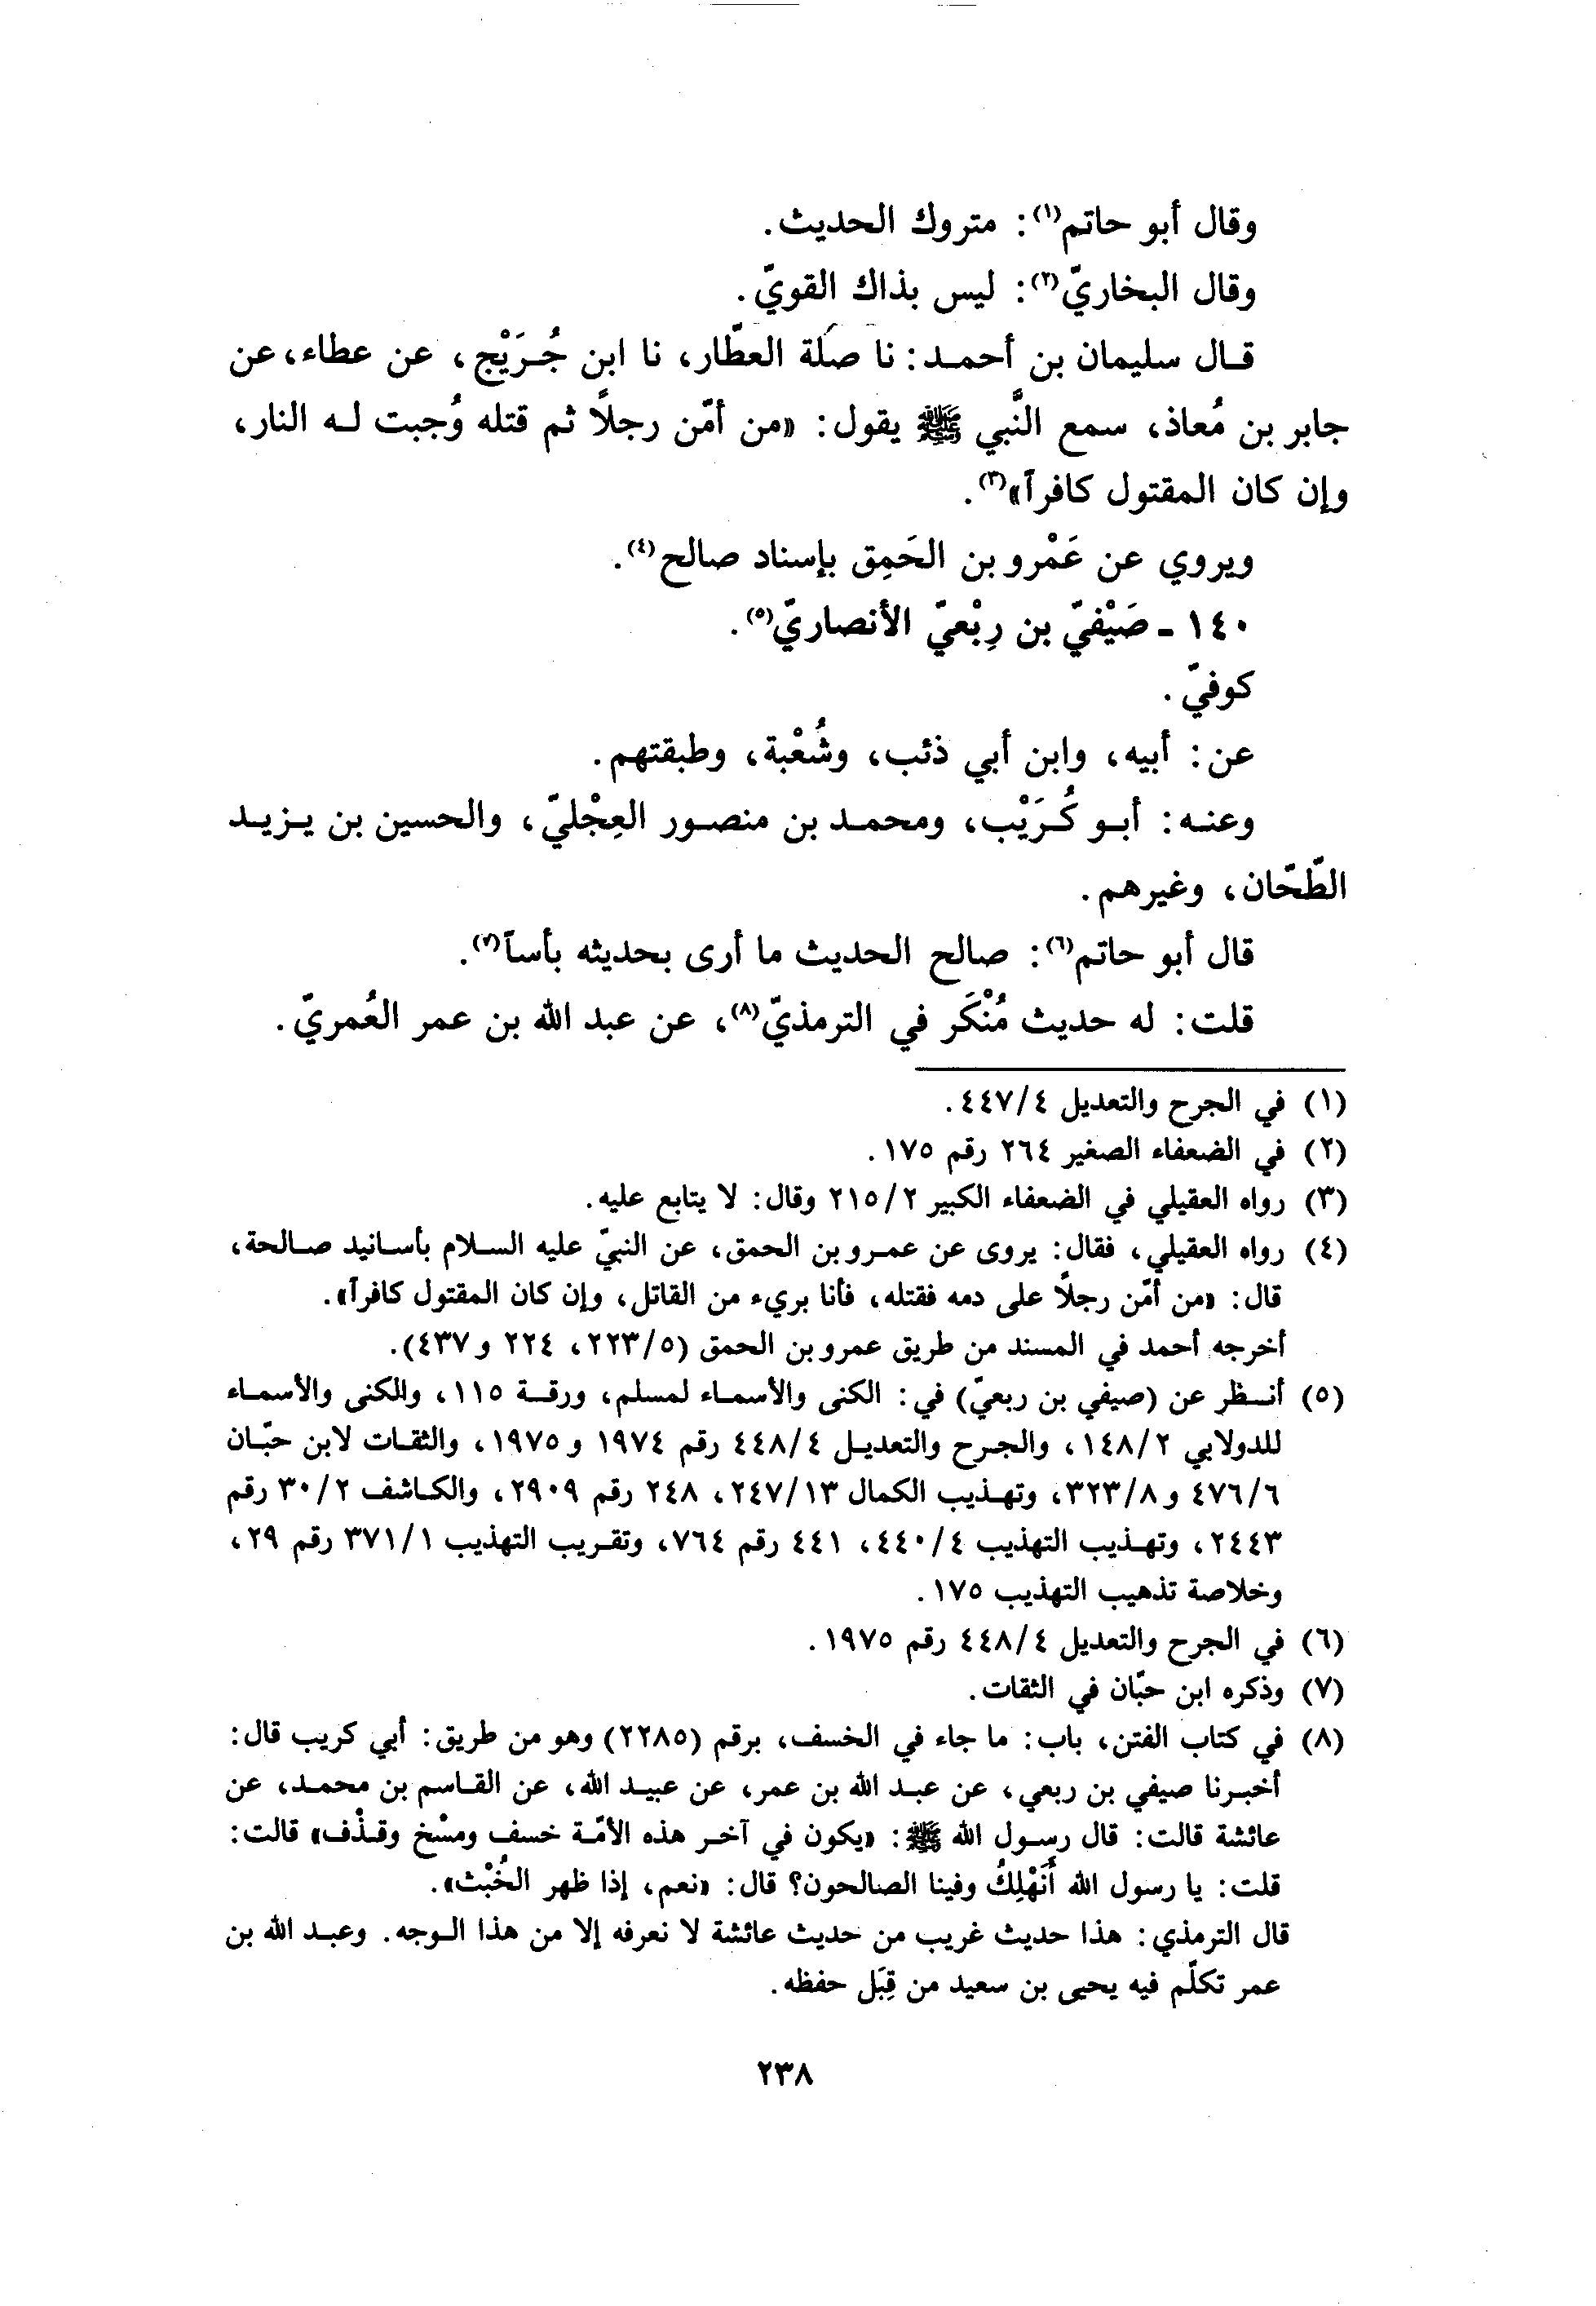 وقال أبو حاتم(١): متروك الحديث.
وقال البخاريّ(٢): ليس بذاك القويّ.
قال سليمان بن أحمد: نا صَلَة العطّار، نا ابن جُرَيْج، عن عطاء، عن
جابر بن مُعاذ، سمع النَّبي ﷺ يقول: «من أمّن رجلًا ثم قتله وُجبت له النار،
وإن كان المقتول كافراً»(٣).
ويروي عن عَمْرو بن الحَمِق بإسناد صالح(٤).
١٤٠ - صَيْفيّ بن رِبْعيّ الأنصاريّ(٥).
كوفيّ.
عن: أبيه، وابن أبي ذئب، وشُعْبة، وطبقتهم.
وعنه: أبو كُرَيْب، ومحمد بن منصور العِجْليّ، والحسين بن يزيد
الطّحّان، وغيرهم.
قال أبو حاتم(٦): صالح الحديث ما أرى بحديثه بأساً(٧).
قلت: له حديث مُنْكَر في الترمذيّ(٨)، عن عبد الله بن عمر العُمريّ.
(١) في الجرح والتعديل ٤/٤٤٧.
(٢) في الضعفاء الصغير ٢٦٤ رقم ١٧٥.
(٣) رواه العقيلي في الضعفاء الكبير ٢/٢١٥ وقال: لا يتابع عليه.
(٤) رواه العقيلي، فقال: يروى عن عمرو بن الحمق، عن النبيّ عليه السلام بأسانيد صالحة،
قال: «من أمّن رجلًا على دمه فقتله، فأنا بريء من القاتل، وإن كان المقتول كافراً».
أخرجه أحمد في المسند من طريق عمرو بن الحمق (٥/٢٢٣، ٢٢٤ و ٤٣٧).
(٥) أنظر عن (صيفي بن ربعيّ) في: الكنى والأسماء لمسلم، ورقة ١١٥، والكنى والأسماء
للدولابي ٢/١٤٨، والجرح والتعديل ٤/٤٤٨ رقم ١٩٧٤ و ١٩٧٥، والثقات لابن حبّان
٦/٤٧٦ و ٨/٣٢٣، وتهذيب الكمال ١٣/٢٤٧، ٢٤٨ رقم ٢٩٠٩، والكاشف ٢/٣٠ رقم
٢٤٤٣، وتهذيب التهذيب ٤/٤٤٠، ٤٤١ رقم ٧٦٤، وتقريب التهذيب ١/٣٧١ رقم ٢٩،
وخلاصة تذهيب التهذيب ١٧٥.
(٦) في الجرح والتعديل ٤/٤٤٨ رقم ١٩٧٥.
(٧) وذكره ابن حبّان في الثقات.
(٨) في كتاب الفتن، باب: ما جاء في الخسف، برقم (٢٢٨٥) وهو من طريق: أبي كريب قال:
أخبرنا صيفي بن ربعي، عن عبد الله بن عمر، عن عبيد الله، عن القاسم بن محمد، عن
عائشة قالت: قال رسول الله ﷺ: «يكون في آخر هذه الأمّة خسف ومسْخ وقذْف» قالت:
قلت: يا رسول الله أَنَهْلِكُ وفينا الصالحون؟ قال: «نعم، إذا ظهر الخُبْث».
قال الترمذي: هذا حديث غريب من حديث عائشة لا نعرفه إلا من هذا الوجه. وعبد الله بن
عمر تكلّم فيه يحيى بن سعيد من قِبَل حفظه.
٢٣٨